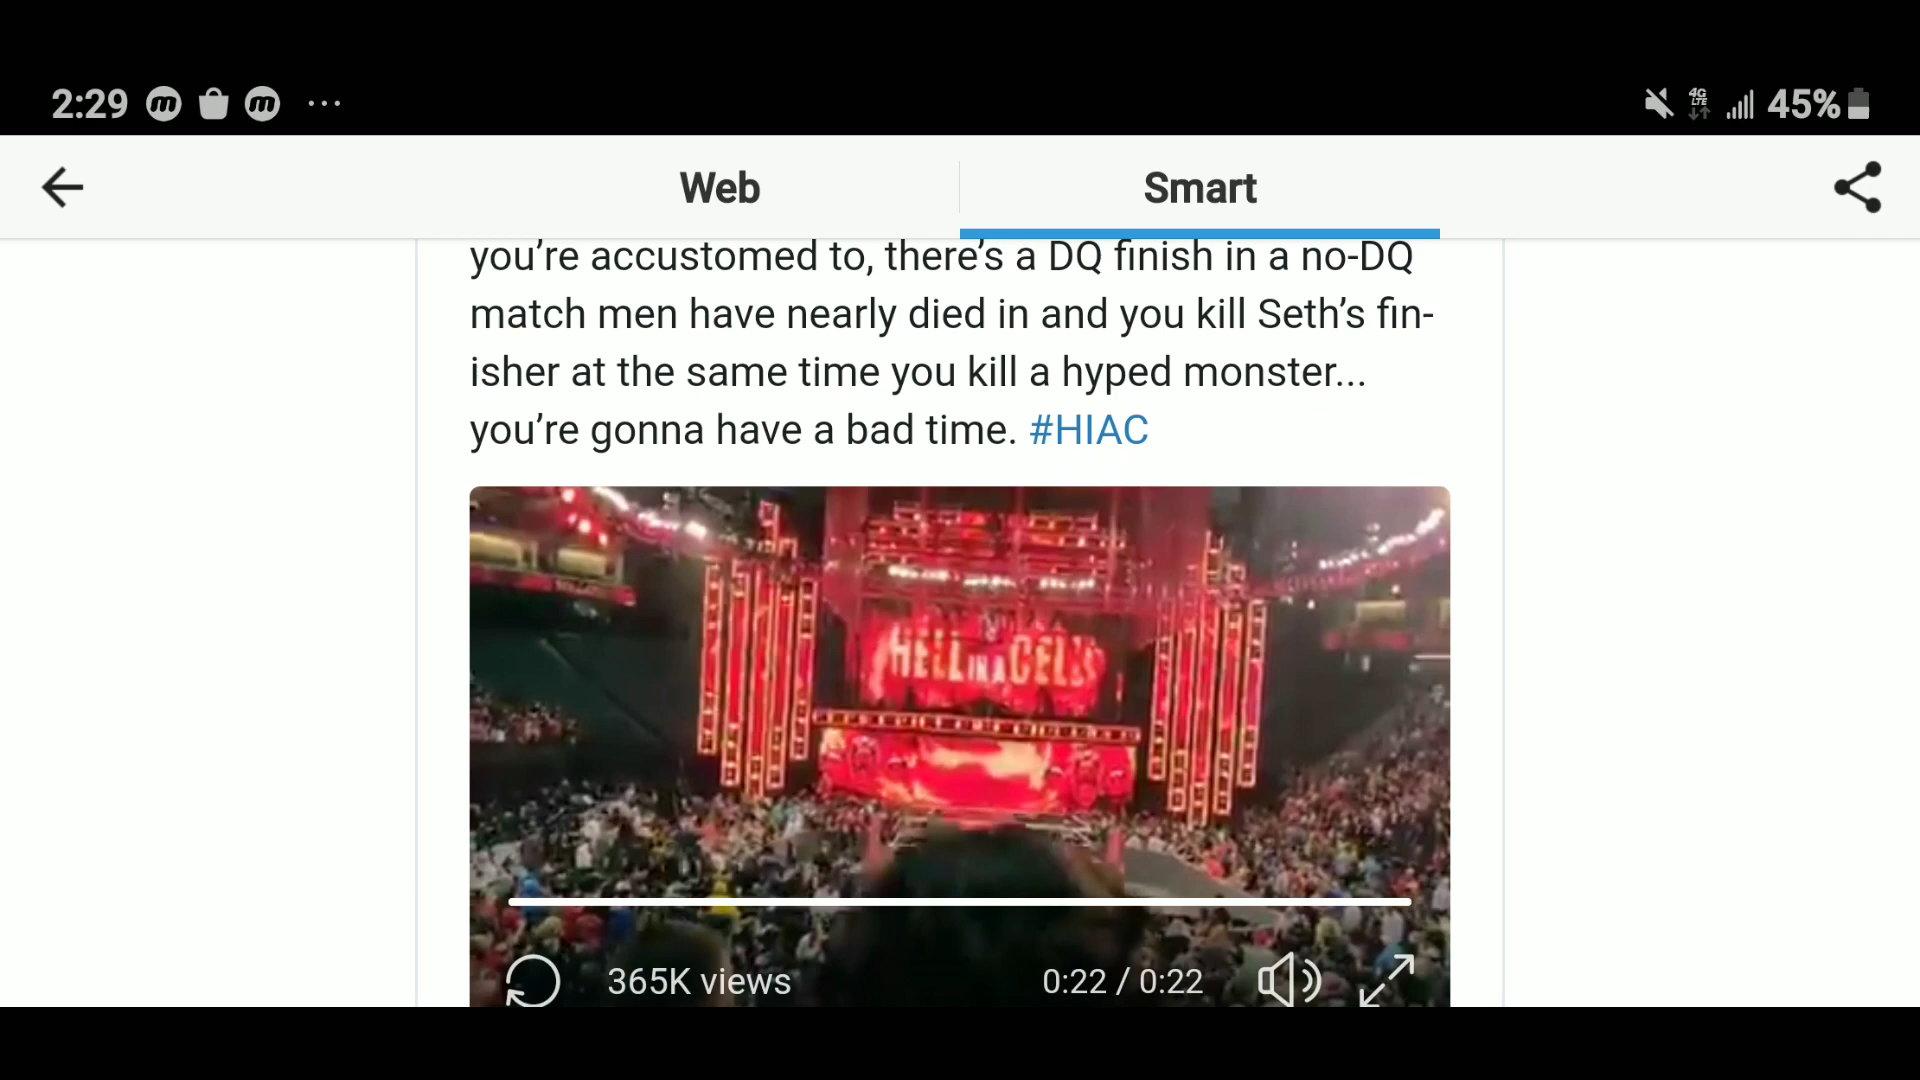 2:29 m m ... 4G LTE 45%
Web Smart
you’re accustomed to, there’s a DQ finish in a no-DQ
match men have nearly died in and you kill Seth’s fin-
isher at the same time you kill a hyped monster...
you’re gonna have a bad time. #HIAC
HELL IN A CELL
365K views 0:22 / 0:22